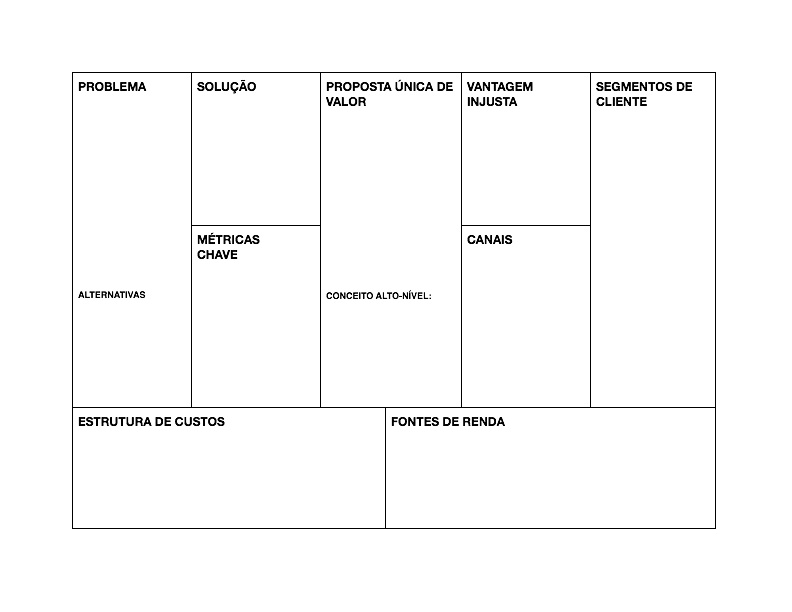 PROBLEMA
ALTERNATIVAS
SOLUÇÃO
MÉTRICAS
CHAVE
PROPOSTA ÚNICA DE
VALOR
CONCEITO ALTO-NÍVEL:
VANTAGEM
INJUSTA
CANAIS
SEGMENTOS DE
CLIENTE
ESTRUTURA DE CUSTOS
FONTES DE RENDA